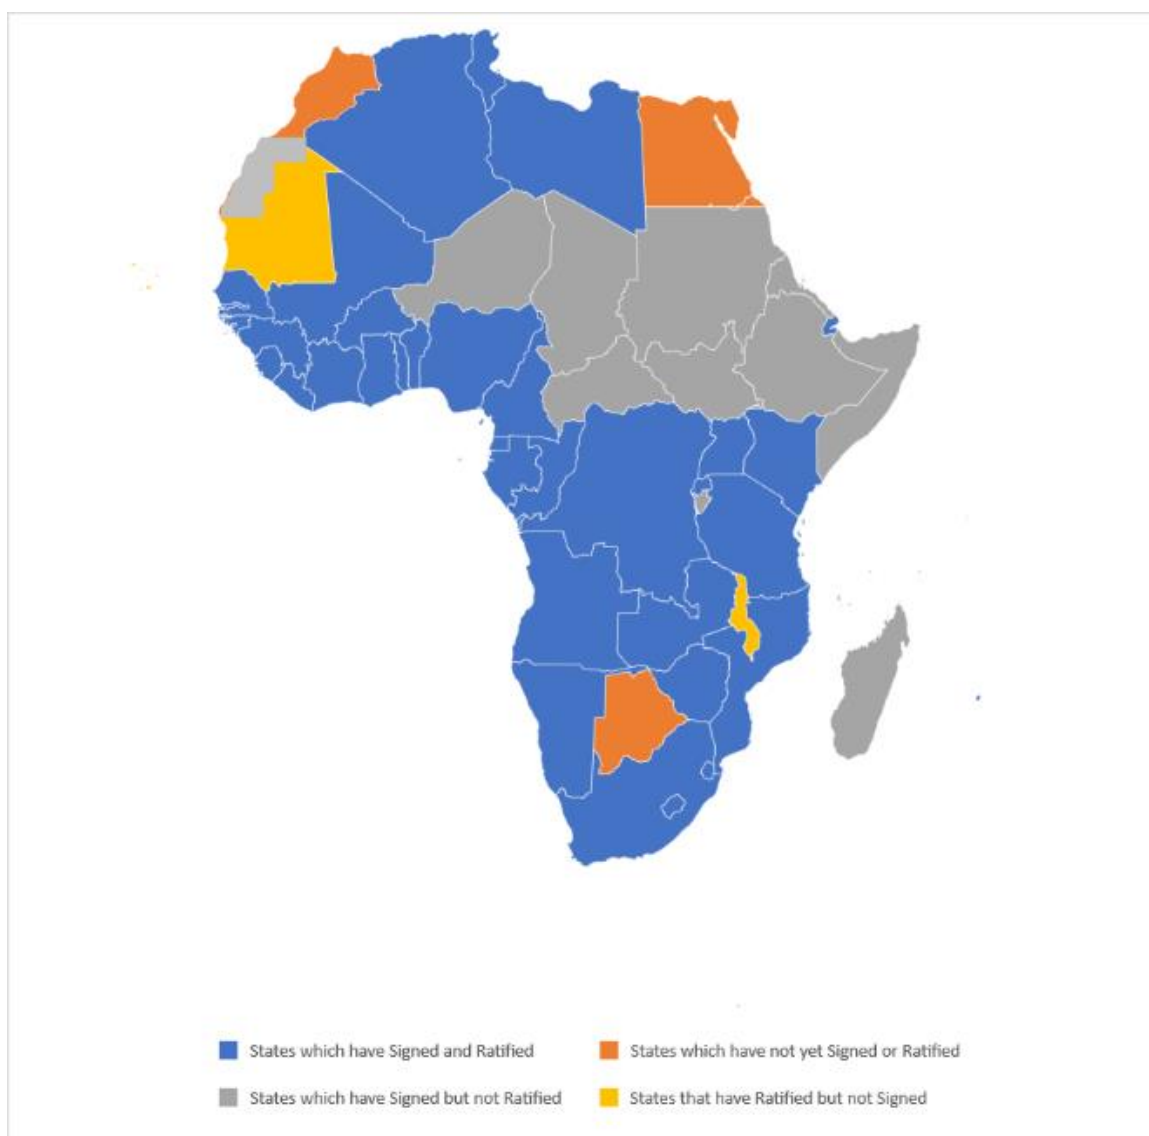 States which have Signed and Ratified
States which have not yet Signed or Ratified
States which have Signed but not Ratified
States that have Ratified but not Signed